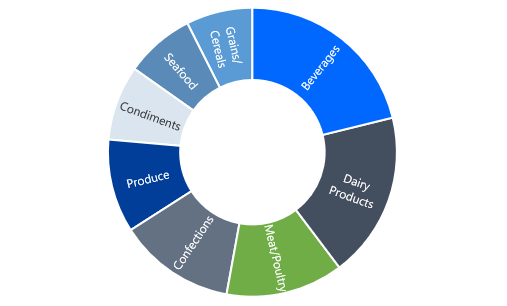 Beverages
Dairy
Products
Meat/Poultry
Confections
Produce
Condiments
Seafood
Grains/
Cereals